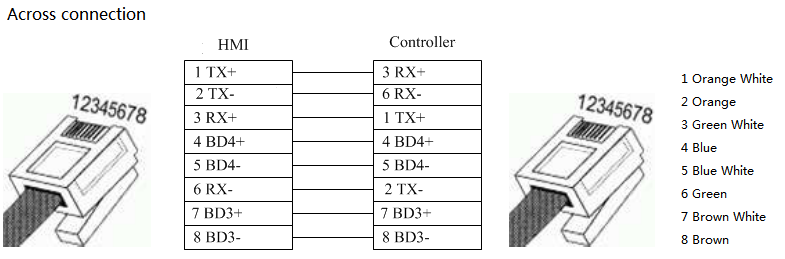 Across connection
HMI
Controller
1 TX+
3 RX+
2 TX-
6 RX-
3 RX+
1 TX+
4 BD4+
4 BD4+
5 BD4-
5 BD4-
6 RX-
2 TX-
7 BD3+
7 BD3+
8 BD3-
8 BD3-
12345678
12345678
1 Orange White
2 Orange
3 Green White
4 Blue
5 Blue White
6 Green
7 Brown White
8 Brown